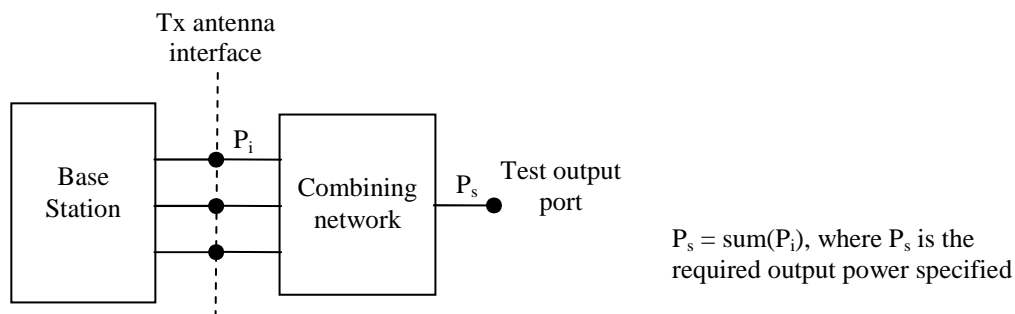 Tx antenna
interface
P_i
Base
Station
Combining
network
P_s
Test output
port
P_s = sum(P_i), where P_s is the
required output power specified